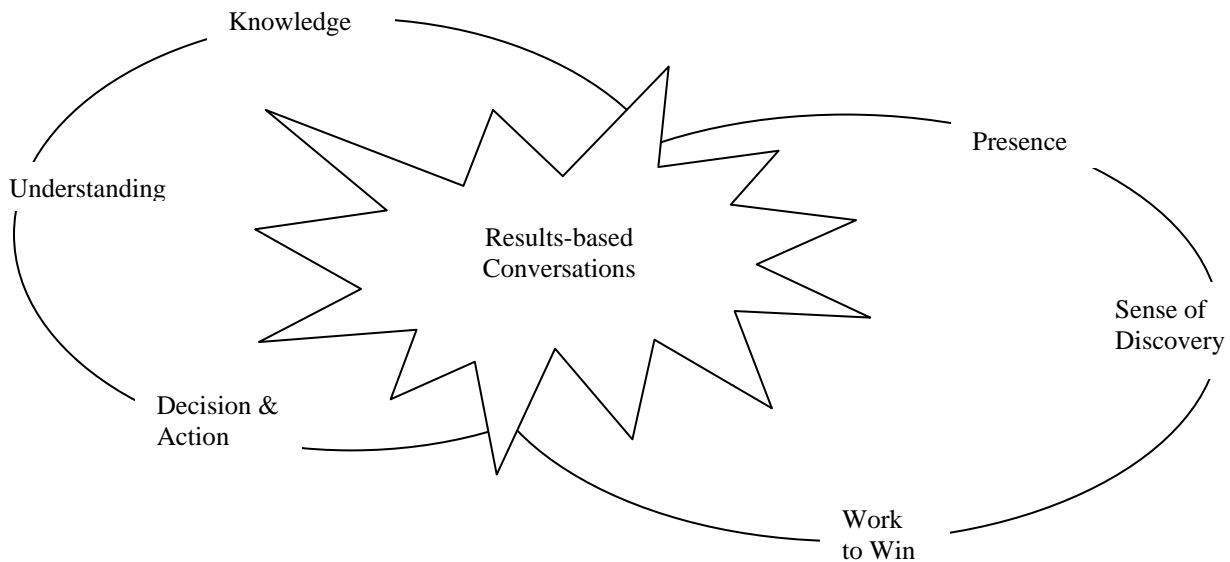 Knowledge
Presence
Understanding
Results-based
Conversations
Sense of
Discovery
Decision &
Action
Work
to Win